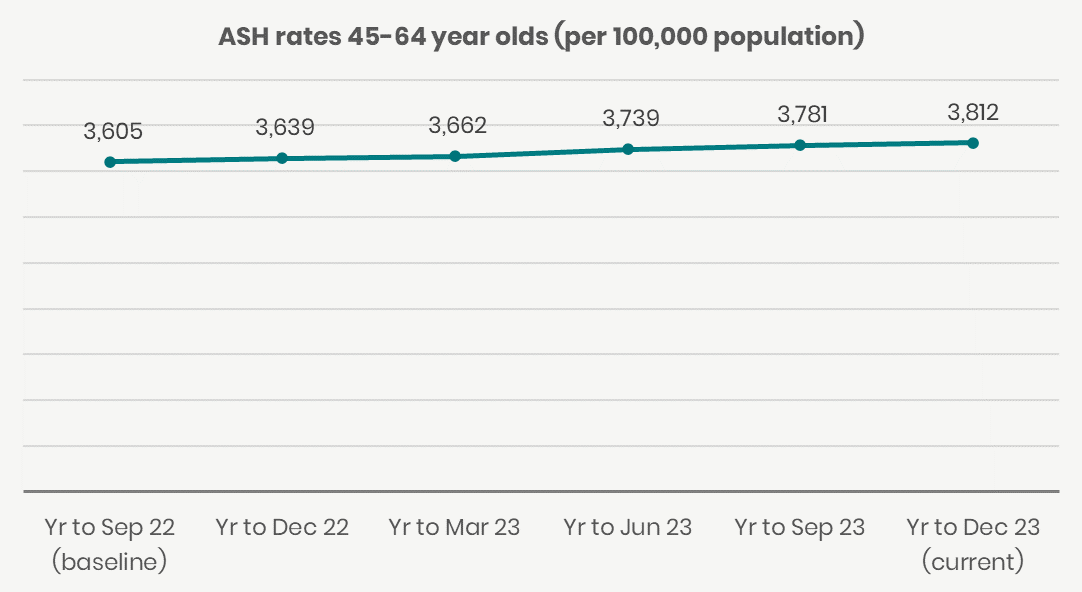 ASH rates 45-64 year olds (per 100,000 population)
3,605
3,639
3,662
3,739
3,781
3,812
Yr to Sep 22
(baseline)
Yr to Dec 22
Yr to Mar 23
Yr to Jun 23
Yr to Sep 23
Yr to Dec 23
(current)